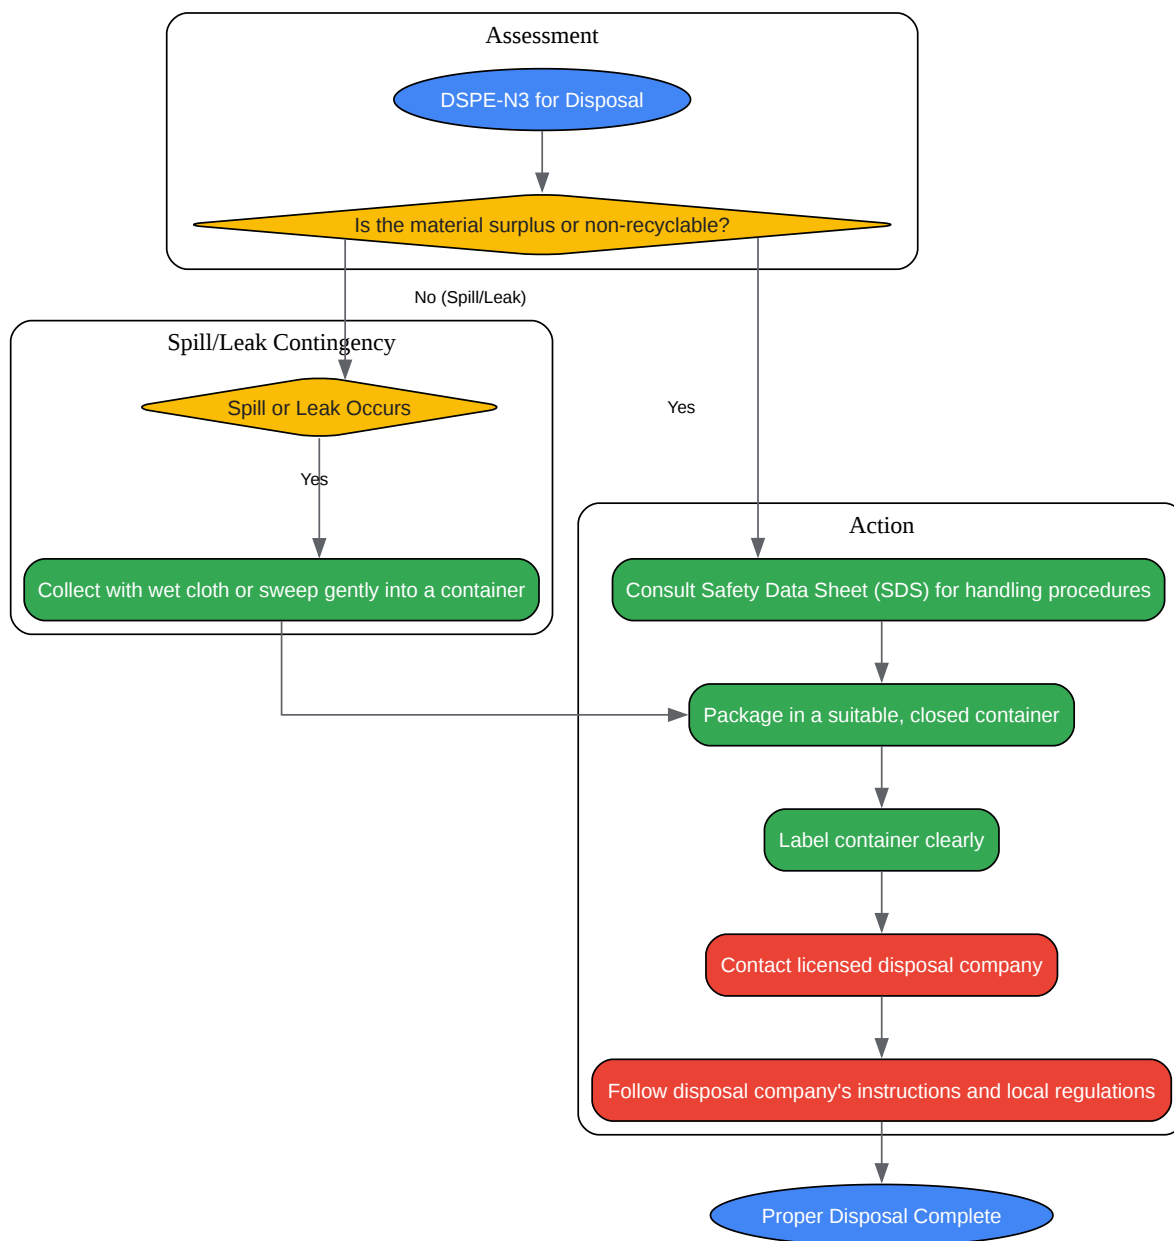 Assessment
DSPE-N3 for Disposal
Is the material surplus or non-recyclable?
No (Spill/Leak)
Spill/Leak Contingency
Spill or Leak Occurs
Yes
Yes
Action
Collect with wet cloth or sweep gently into a container
Consult Safety Data Sheet (SDS) for handling procedures
Package in a suitable, closed container
Label container clearly
Contact licensed disposal company
Follow disposal company's instructions and local regulations
Proper Disposal Complete